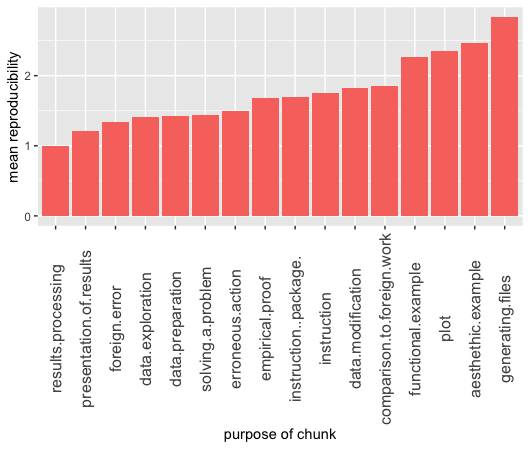 mean reproducibility
2
1
0
results.processing
presentation.of.results
foreign.error
data.exploration
data.preparation
solving.a.problem
erroneous.action
empirical.proof
instruction..package.
instruction
data.modification
comparison.to.foreign.work
functional.example
plot
aesthethic.example
generating.files
purpose of chunk